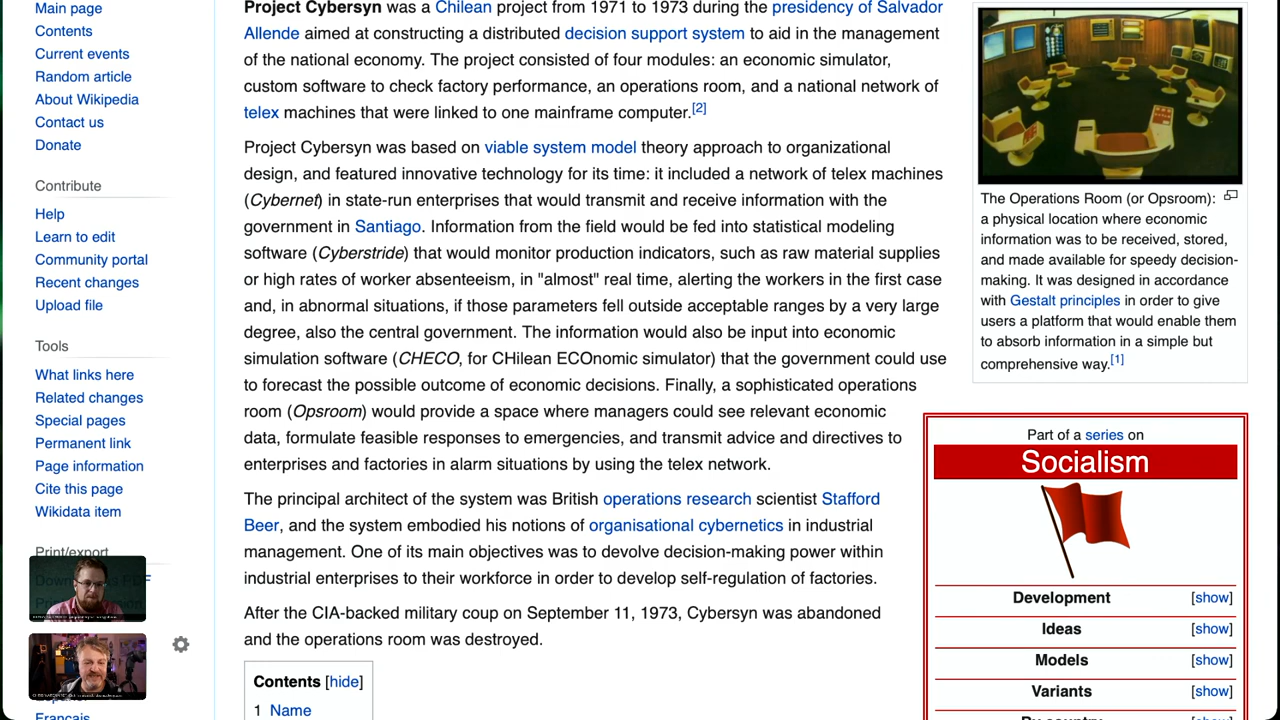 Main page
Contents
Current events
Random article
About Wikipedia
Contact us
Donate
Contribute
Help
Learn to edit
Community portal
Recent changes
Upload file
Tools
What links here
Related changes
Special pages
Permanent link
Page information
Cite this page
Wikidata item
Print/export
Français
Project Cybersyn was a Chilean project from 1971 to 1973 during the presidency of Salvador
Allende aimed at constructing a distributed decision support system to aid in the management
of the national economy. The project consisted of four modules: an economic simulator,
custom software to check factory performance, an operations room, and a national network of
telex machines that were linked to one mainframe computer.[2]
Project Cybersyn was based on viable system model theory approach to organizational
design, and featured innovative technology for its time: it included a network of telex machines
(Cybernet) in state-run enterprises that would transmit and receive information with the
government in Santiago. Information from the field would be fed into statistical modeling
software (Cyberstride) that would monitor production indicators, such as raw material supplies
or high rates of worker absenteeism, in "almost" real time, alerting the workers in the first case
and, in abnormal situations, if those parameters fell outside acceptable ranges by a very large
degree, also the central government. The information would also be input into economic
simulation software (CHECO, for CHilean ECOnomic simulator) that the government could use
to forecast the possible outcome of economic decisions. Finally, a sophisticated operations
room (Opsroom) would provide a space where managers could see relevant economic
data, formulate feasible responses to emergencies, and transmit advice and directives to
enterprises and factories in alarm situations by using the telex network.
The principal architect of the system was British operations research scientist Stafford
Beer, and the system embodied his notions of organisational cybernetics in industrial
management. One of its main objectives was to devolve decision-making power within
industrial enterprises to their workforce in order to develop self-regulation of factories.
After the CIA-backed military coup on September 11, 1973, Cybersyn was abandoned
and the operations room was destroyed.
Contents [hide]
1 Name
The Operations Room (or Opsroom):
a physical location where economic
information was to be received, stored,
and made available for speedy decision-
making. It was designed in accordance
with Gestalt principles in order to give
users a platform that would enable them
to absorb information in a simple but
comprehensive way.[1]
Part of a series on
Socialism
Development [show]
Ideas [show]
Models [show]
Variants [show]